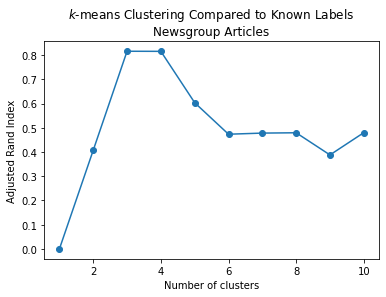 k-means Clustering Compared to Known Labels
Newsgroup Articles
Adjusted Rand Index
0.8
0.7
0.6
0.5
0.4
0.3
0.2
0.1
0.0
2 4 6 8 10
Number of clusters